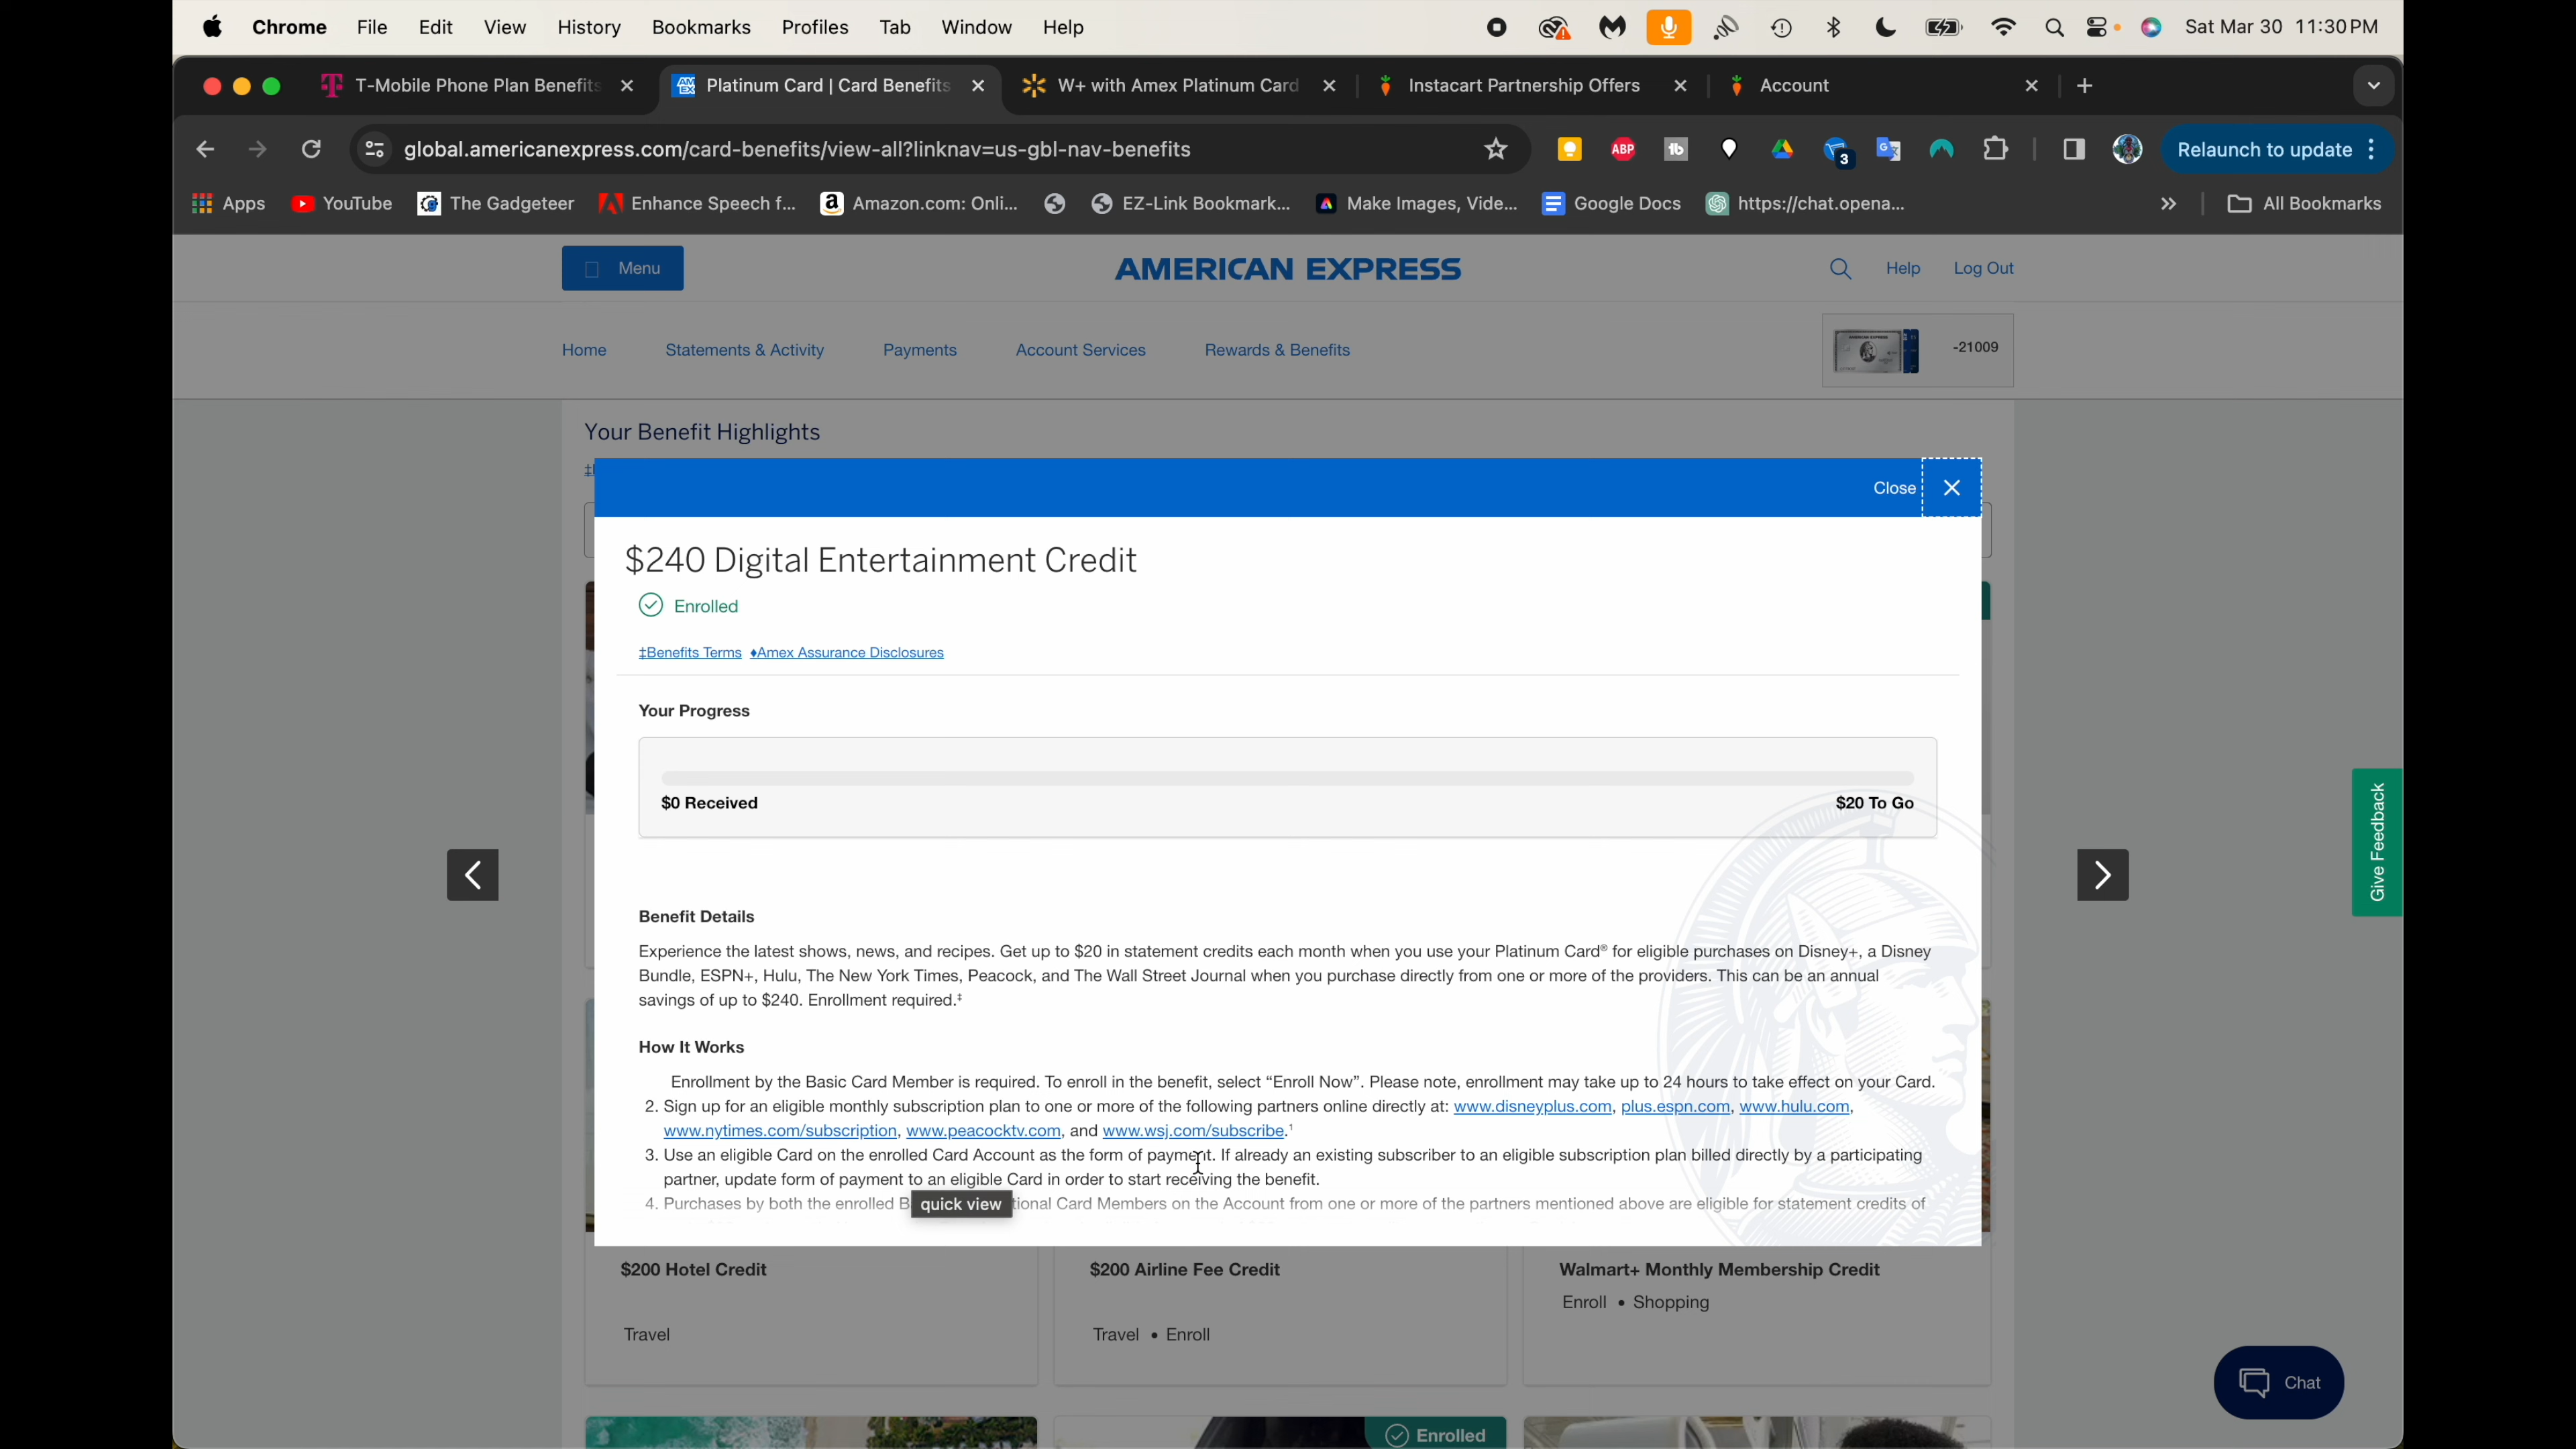 Chrome File Edit View History Bookmarks Profiles Tab Window Help Sat Mar 30 11:30 PM
T-Mobile Phone Plan Benefits Platinum Card | Card Benefits W+ with Amex Platinum Card Instacart Partnership Offers Account
global.americanexpress.com/card-benefits/view-all?linknav=us-gbl-nav-benefits ABP tb 3 Relaunch to update
Apps YouTube The Gadgeteer Enhance Speech f... Amazon.com: Onli... EZ-Link Bookmark... Make Images, Vide... Google Docs https://chat.opena... » All Bookmarks
Menu AMERICAN EXPRESS Help Log Out
Home Statements & Activity Payments Account Services Rewards & Benefits -21009
Your Benefit Highlights
Close
$240 Digital Entertainment Credit
Enrolled
‡Benefits Terms ♦Amex Assurance Disclosures
Your Progress
$0 Received $20 To Go
Benefit Details
Experience the latest shows, news, and recipes. Get up to $20 in statement credits each month when you use your Platinum Card® for eligible purchases on Disney+, a Disney
Bundle, ESPN+, Hulu, The New York Times, Peacock, and The Wall Street Journal when you purchase directly from one or more of the providers. This can be an annual
savings of up to $240. Enrollment required.‡
How It Works
Enrollment by the Basic Card Member is required. To enroll in the benefit, select “Enroll Now”. Please note, enrollment may take up to 24 hours to take effect on your Card.
2. Sign up for an eligible monthly subscription plan to one or more of the following partners online directly at: www.disneyplus.com, plus.espn.com, www.hulu.com,
www.nytimes.com/subscription, www.peacocktv.com, and www.wsj.com/subscribe.¹
3. Use an eligible Card on the enrolled Card Account as the form of payment. If already an existing subscriber to an eligible subscription plan billed directly by a participating
partner, update form of payment to an eligible Card in order to start receiving the benefit.
4. Purchases by both the enrolled tional Card Members on the Account from one or more of the partners mentioned above are eligible for statement credits of
quick view
$200 Hotel Credit $200 Airline Fee Credit Walmart+ Monthly Membership Credit
Enroll • Shopping
Travel Travel • Enroll
Give Feedback
Chat
Enrolled